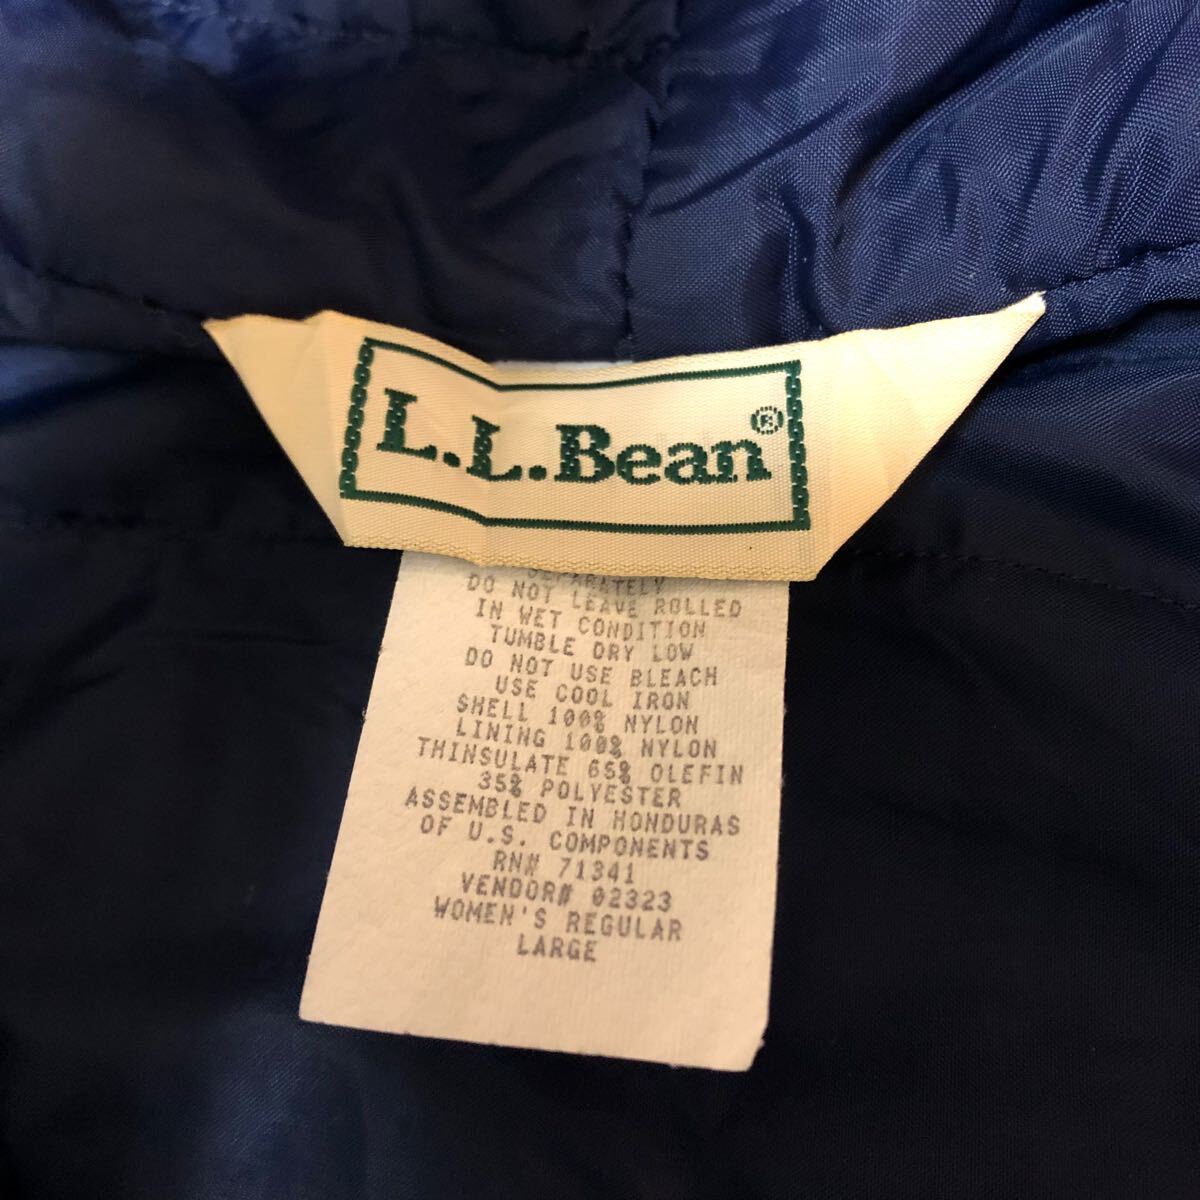 L.L.Bean®
SEPARATELY
DO NOT LEAVE ROLLED
IN WET CONDITION
TUMBLE DRY LOW
DO NOT USE BLEACH
USE COOL IRON
SHELL 100% NYLON
LINING 100% NYLON
THINSULATE 65% OLEFIN
35% POLYESTER
ASSEMBLED IN HONDURAS
OF U.S. COMPONENTS
RN# 71341
VENDOR# 02323
WOMEN'S REGULAR
LARGE